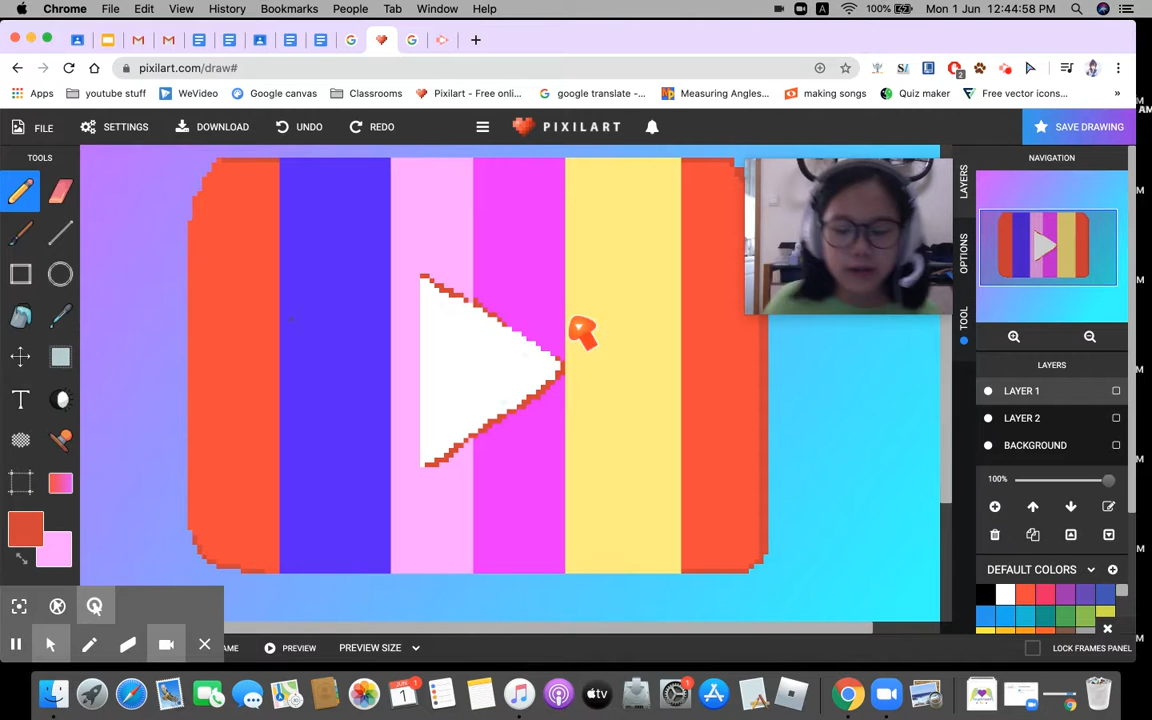 Chrome File Edit View History Bookmarks People Tab Window Help
A 100% Mon 1 Jun 12:44:58 PM
pixilart.com/draw#
Apps youtube stuff WeVideo Google canvas Classrooms Pixilart - Free onli... google translate -... Measuring Angles... making songs Quiz maker Free vector icons... »
FILE SETTINGS DOWNLOAD UNDO REDO PIXILART SAVE DRAWING
TOOLS
NAVIGATION
LAYERS
OPTIONS
TOOL
LAYERS
LAYER 1
LAYER 2
BACKGROUND
100%
DEFAULT COLORS
AME PREVIEW PREVIEW SIZE LOCK FRAMES PANEL
JUN
1